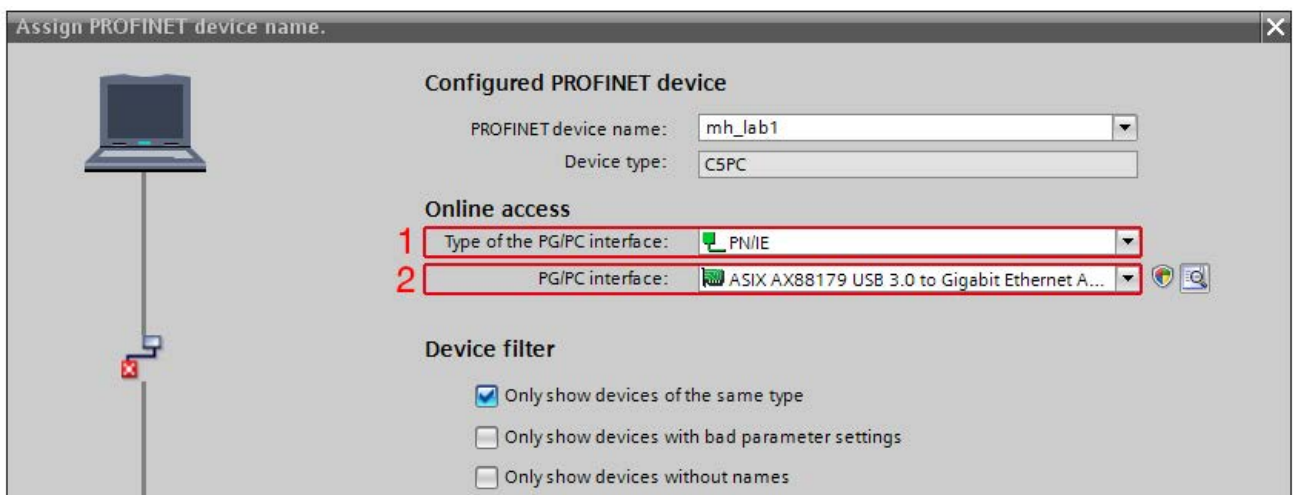 Assign PROFINET device name.
Configured PROFINET device
PROFINET device name: mh_lab1
Device type: C5PC
Online access
1 Type of the PG/PC interface: PN/IE
2 PG/PC interface: ASIX AX88179 USB 3.0 to Gigabit Ethernet A...
Device filter
Only show devices of the same type
Only show devices with bad parameter settings
Only show devices without names